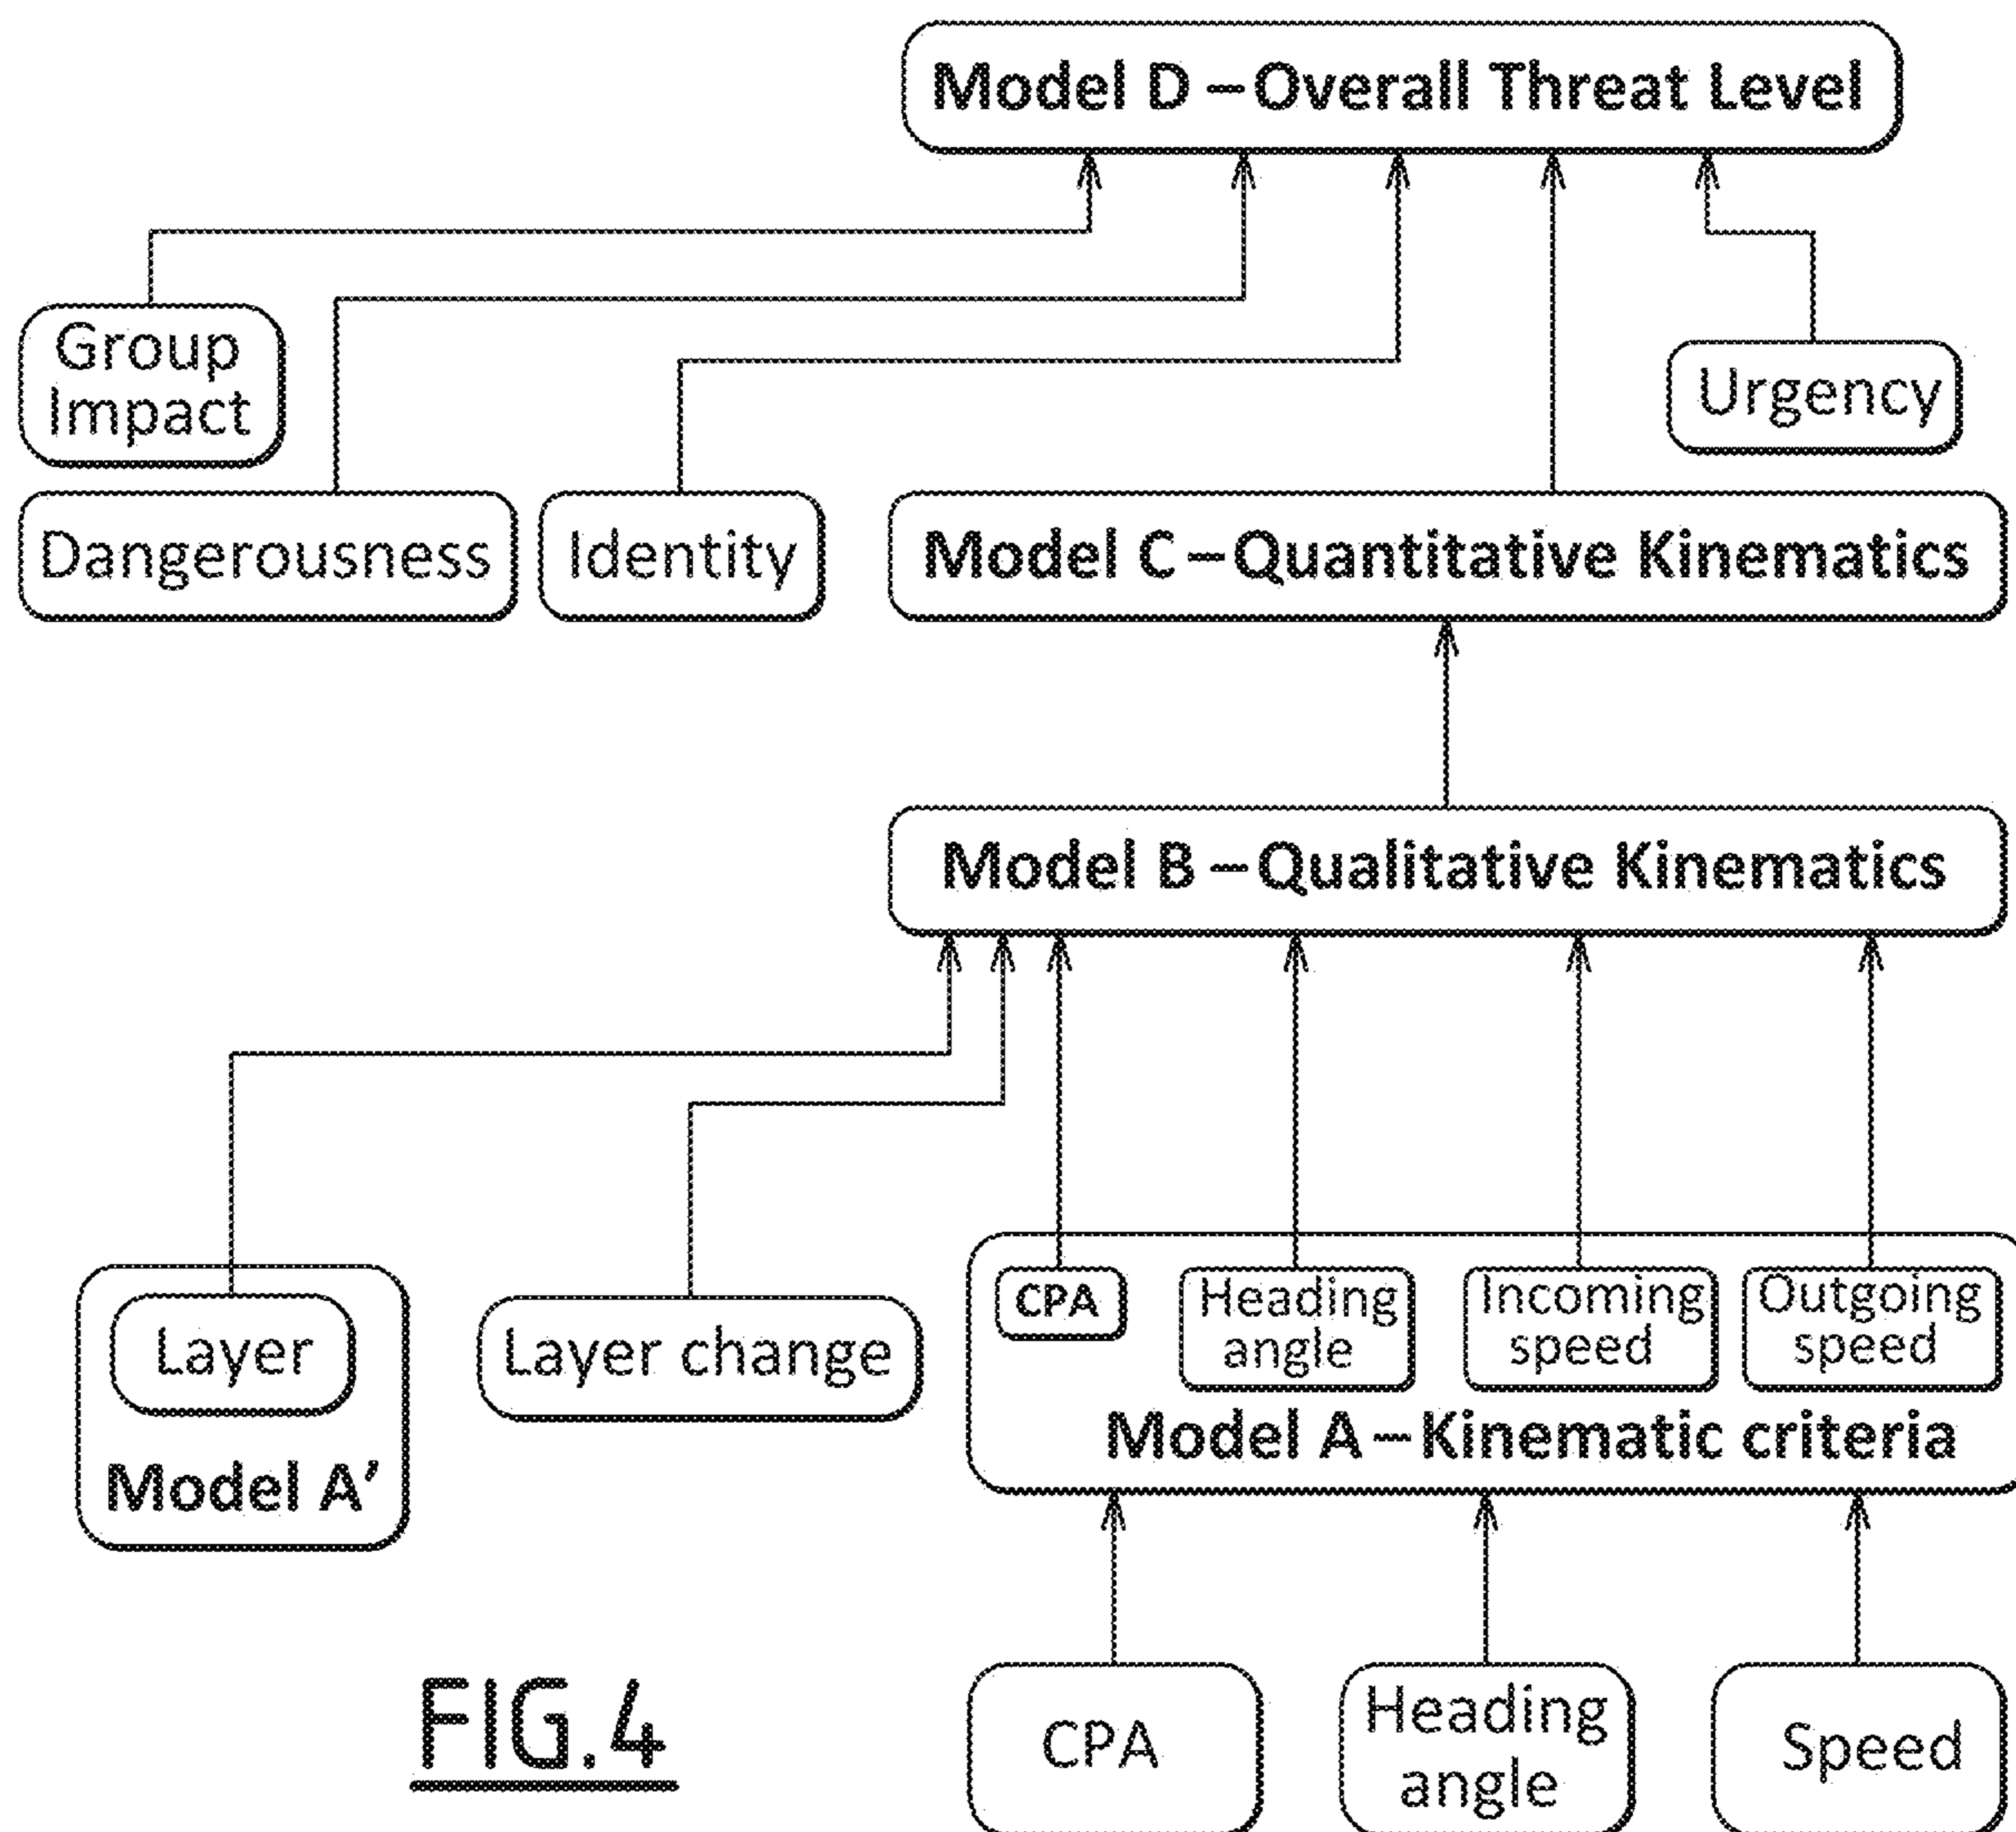 Model D – Overall Threat Level
Group
Impact
Urgency
Dangerousness
Identity
Model C – Quantitative Kinematics
Model B – Qualitative Kinematics
CPA
Heading
angle
Incoming
speed
Outgoing
speed
Layer
Layer change
Model A – Kinematic criteria
Model A’
FIG.4
CPA
Heading
angle
Speed